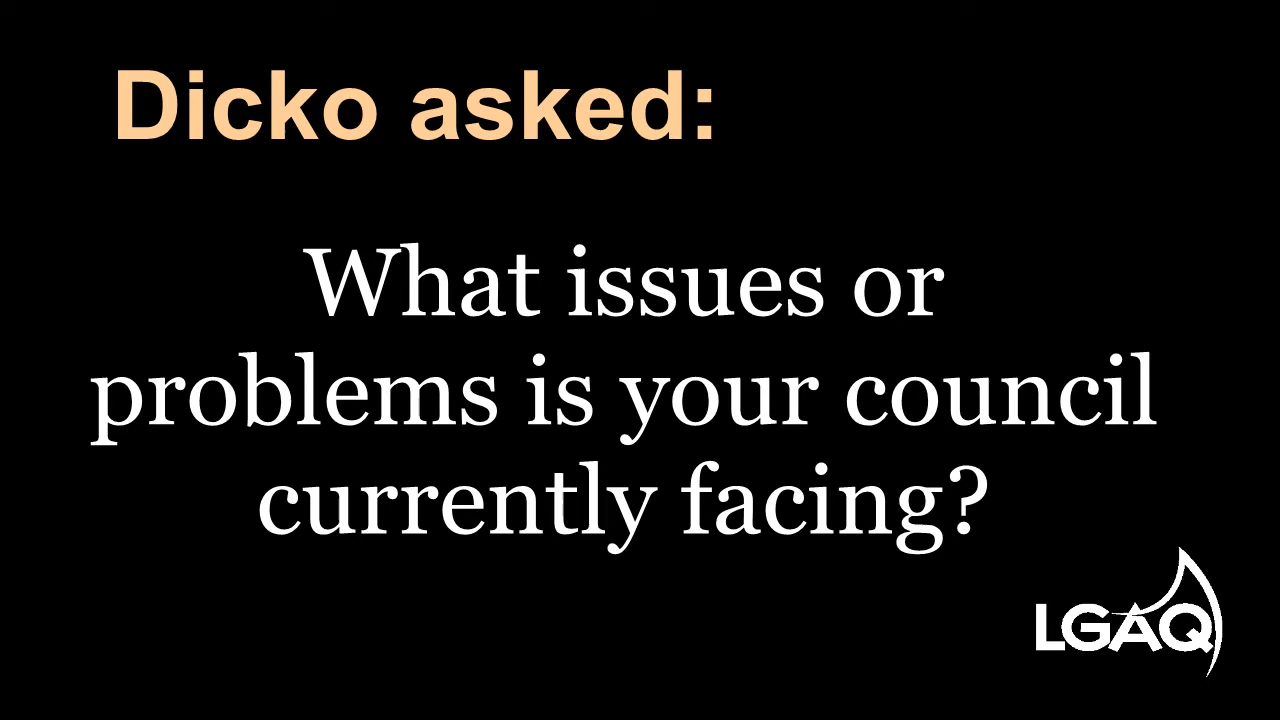 Dicko asked:
What issues or
problems is your council
currently facing?
LGAQ